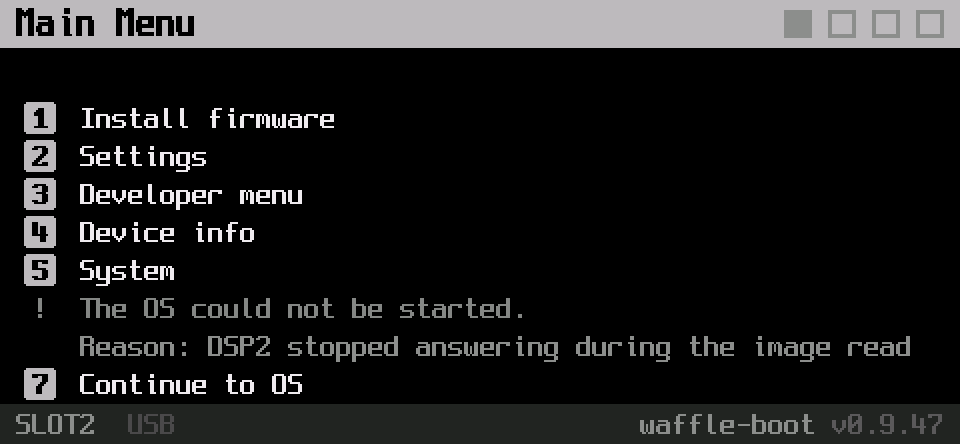 Main Menu
1 Install firmware
2 Settings
3 Developer menu
4 Device info
5 System
! The OS could not be started.
Reason: DSP2 stopped answering during the image read
7 Continue to OS
SLOT2 USB waffle-boot v0.9.47